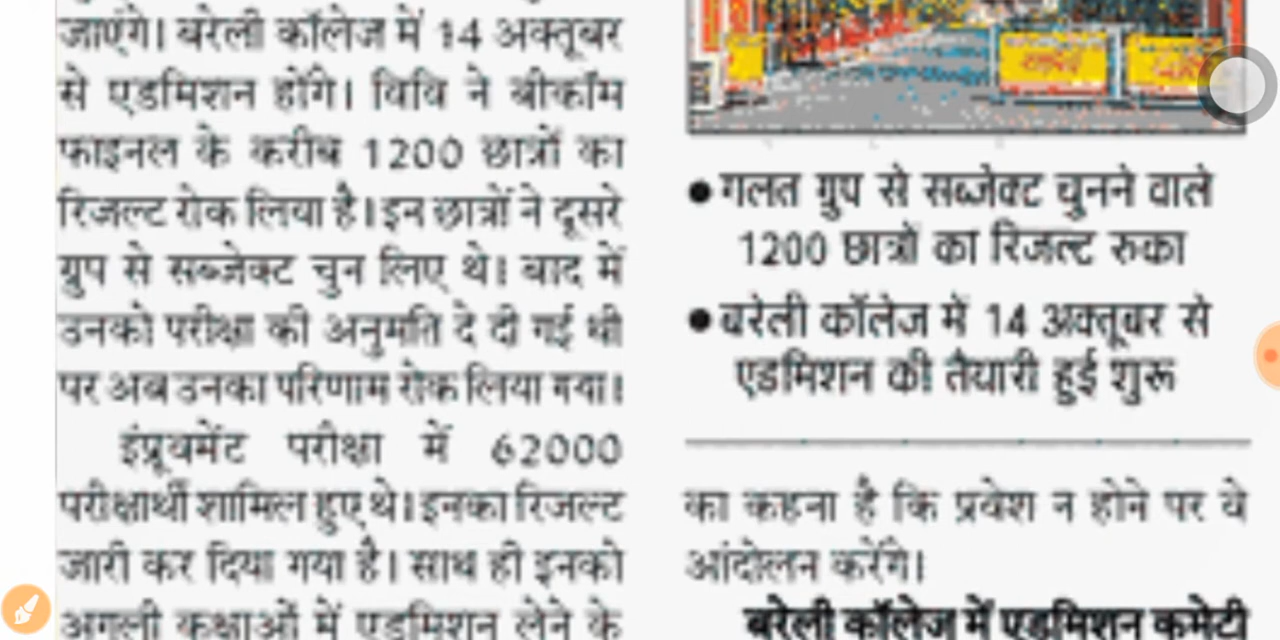 जाएंगे। बरेली कॉलेज में 14 अक्तूबर
से एडमिशन होंगे। विवि ने बीकॉम
फाइनल के करीब 1200 छात्रों का
रिजल्ट रोक लिया है। इन छात्रों ने दूसरे
ग्रुप से सब्जेक्ट चुन लिए थे। बाद में
उनको परीक्षा की अनुमति दे दी गई थी
पर अब उनका परिणाम रोक लिया गया।
इंप्रूवमेंट परीक्षा में 62000
परीक्षार्थी शामिल हुए थे। इनका रिजल्ट
जारी कर दिया गया है। साथ ही इनको
अगली कक्षाओं में एडमिशन लेने के
●गलत ग्रुप से सब्जेक्ट चुनने वाले
1200 छात्रों का रिजल्ट रुका
●बरेली कॉलेज में 14 अक्तूबर से
एडमिशन की तैयारी हुई शुरू
का कहना है कि प्रवेश न होने पर वे
आंदोलन करेंगे।
बरेली कॉलेज में एडमिशन कमेटी